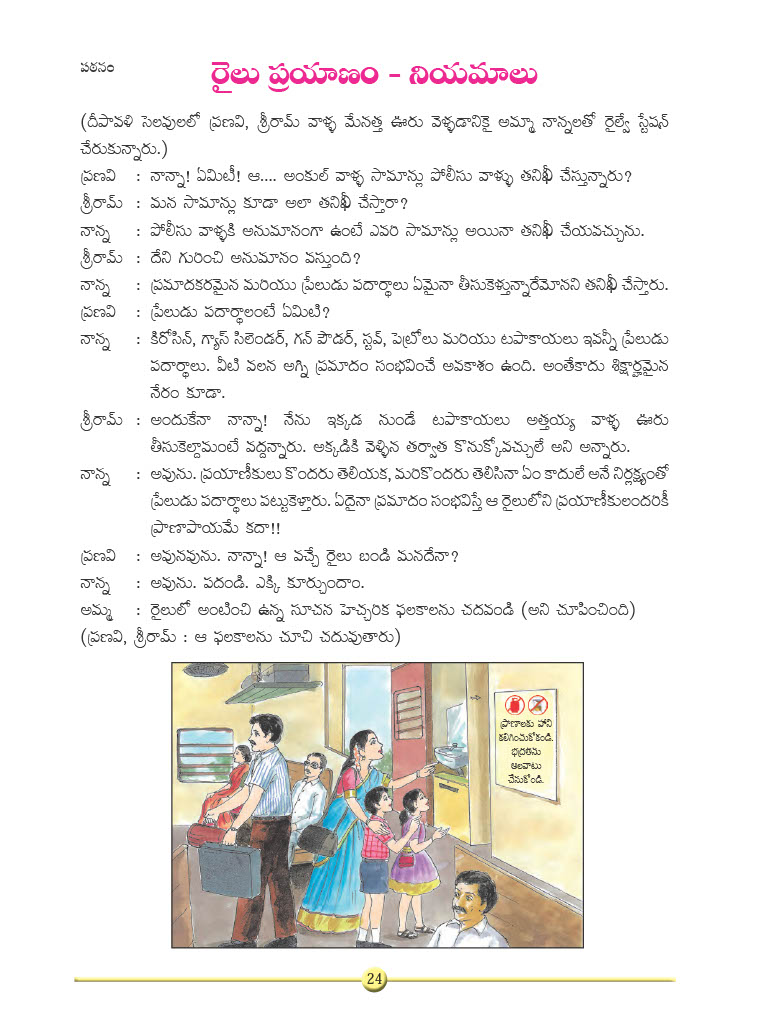 పఠనం
రైలు ప్రయాణం - నియమాలు
(దీపావళి సెలవులలో ప్రణవి, శ్రీరామ్ వాళ్ళ మేనత్త ఊరు వెళ్ళడానికై అమ్మా నాన్నలతో రైల్వే స్టేషన్
చేరుకున్నారు.)
ప్రణవి : నాన్నా! ఏమిటీ! ఆ.... అంకుల్ వాళ్ళ సామాన్లు పోలీసు వాళ్ళు తనిఖీ చేస్తున్నారు?
శ్రీరామ్ : మన సామాన్లు కూడా అలా తనిఖీ చేస్తారా?
నాన్న : పోలీసు వాళ్ళకి అనుమానంగా ఉంటే ఎవరి సామాన్లు అయినా తనిఖీ చేయవచ్చును.
శ్రీరామ్ : దేని గురించి అనుమానం వస్తుంది?
నాన్న : ప్రమాదకరమైన మరియు ప్రేలుడు పదార్థాలు ఏమైనా తీసుకెళ్తున్నారేమోనని తనిఖీ చేస్తారు.
ప్రణవి : ప్రేలుడు పదార్థాలంటే ఏమిటి?
నాన్న : కిరోసిన్, గ్యాస్ సిలెండర్, గన్ పౌడర్, స్టవ్, పెట్రోలు మరియు టపాకాయలు ఇవన్నీ ప్రేలుడు
పదార్థాలు. వీటి వలన అగ్ని ప్రమాదం సంభవించే అవకాశం ఉంది. అంతేకాదు శిక్షార్హమైన
నేరం కూడా.
శ్రీరామ్ : అందుకేనా నాన్నా! నేను ఇక్కడ నుండే టపాకాయలు అత్తయ్య వాళ్ళ ఊరు
తీసుకెల్దామంటే వద్దన్నారు. అక్కడికి వెళ్ళిన తర్వాత కొనుక్కోవచ్చులే అని అన్నారు.
నాన్న : అవును. ప్రయాణీకులు కొందరు తెలియక, మరికొందరు తెలిసినా ఏం కాదులే అనే నిర్లక్ష్యంతో
ప్రేలుడు పదార్థాలు పట్టుకెళ్తారు. ఏదైనా ప్రమాదం సంభవిస్తే ఆ రైలులోని ప్రయాణీకులందరికీ
ప్రాణాపాయమే కదా!!
ప్రణవి : అవునవును. నాన్నా! ఆ వచ్చే రైలు బండి మనదేనా?
నాన్న : అవును. పదండి. ఎక్కి కూర్చుందాం.
అమ్మ : రైలులో అంటించి ఉన్న సూచన హెచ్చరిక ఫలకాలను చదవండి (అని చూపించింది)
(ప్రణవి, శ్రీరామ్ : ఆ ఫలకాలను చూచి చదువుతారు)
ప్రాణాలకు హాని
కలిగించుకోకండి.
భద్రతను
అలవాటు
చేసుకోండి.
24